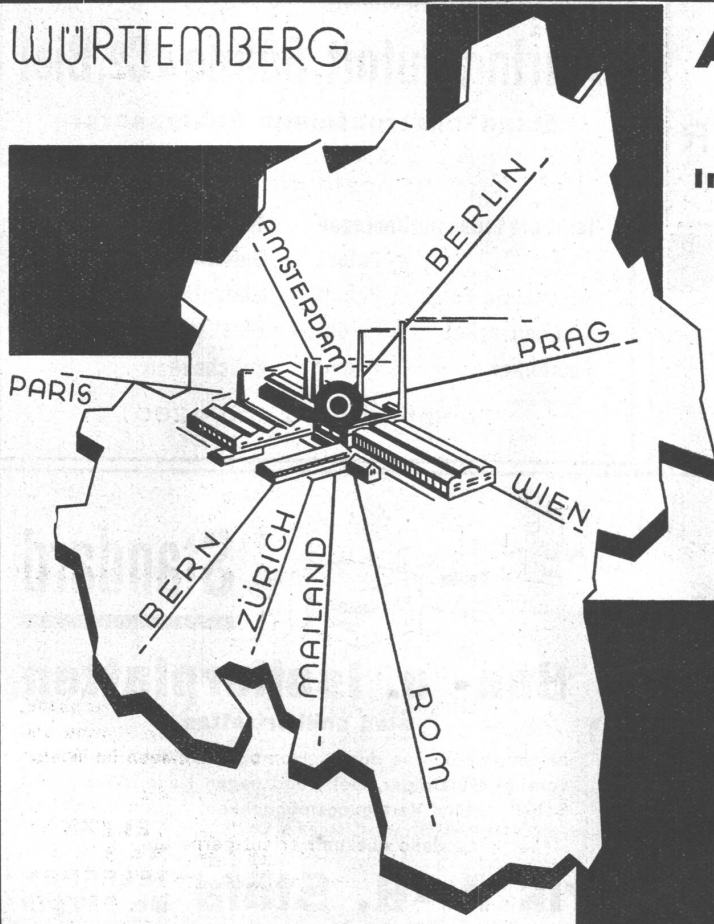 WÜRTTEMBERG
AMSTERDAM
BERLIN
PRAG
PARIS
WIEN
BERN
ZÜRICH
MAILAND
ROM